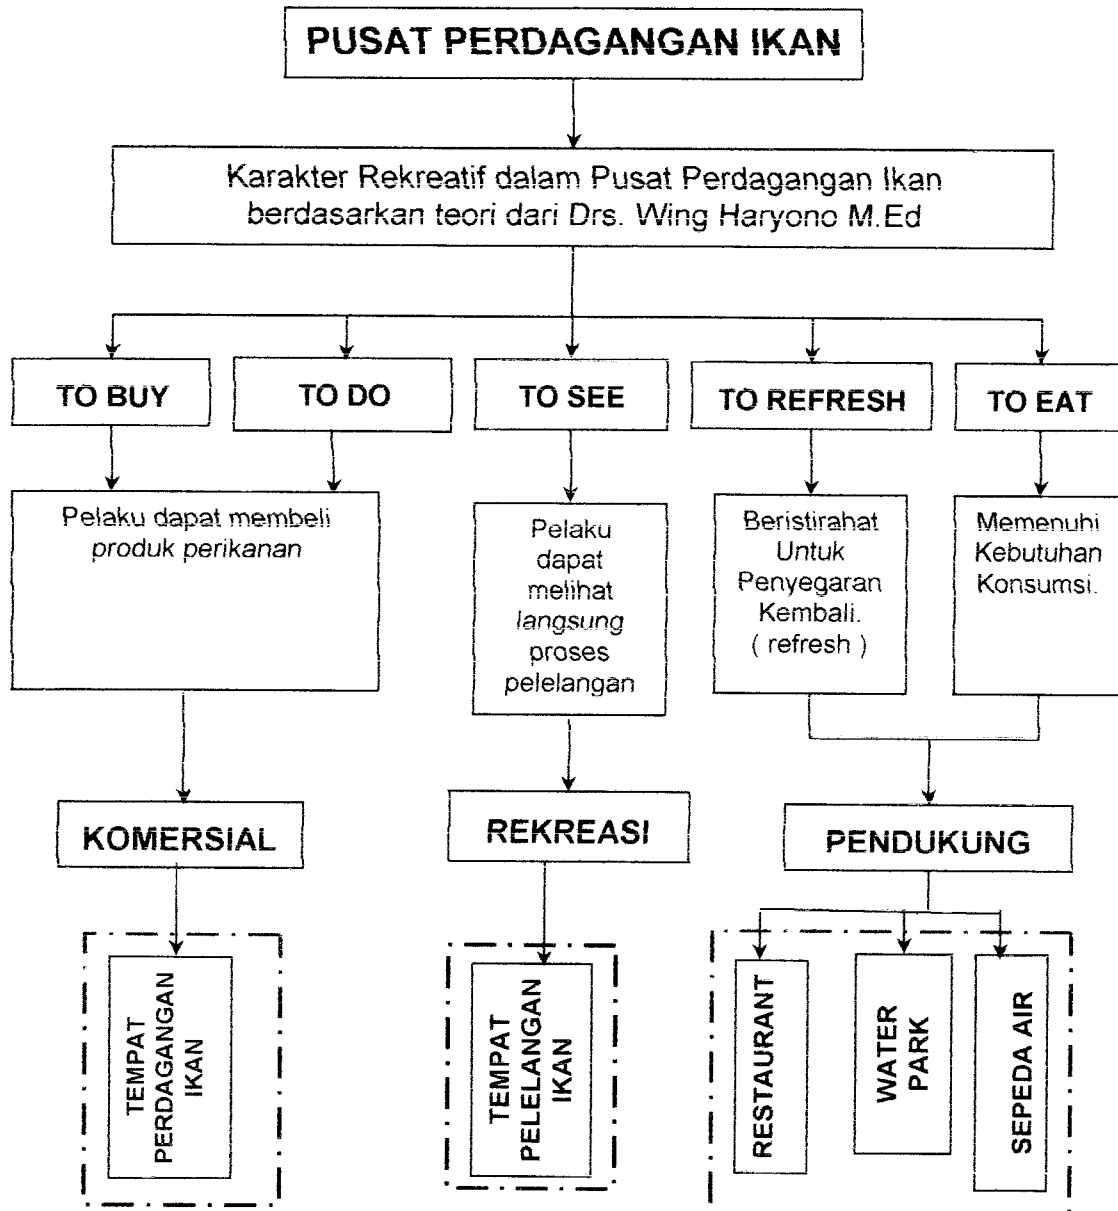 PUSAT PERDAGANGAN IKAN
Karakter Rekreatif dalam Pusat Perdagangan Ikan
berdasarkan teori dari Drs. Wing Haryono M.Ed
TO BUY
TO DO
TO SEE
TO REFRESH
TO EAT
Pelaku dapat membeli
produk perikanan
Pelaku
dapat
melihat
langsung
proses
pelelangan
Beristirahat
Untuk
Penyegaran
Kembali.
( refresh )
Memenuhi
Kebutuhan
Konsumsi.
KOMERSIAL
REKREASI
PENDUKUNG
TEMPAT
PERDAGANGAN
IKAN
TEMPAT
PELELANGAN
IKAN
RESTAURANT
WATER
PARK
SEPEDA AIR